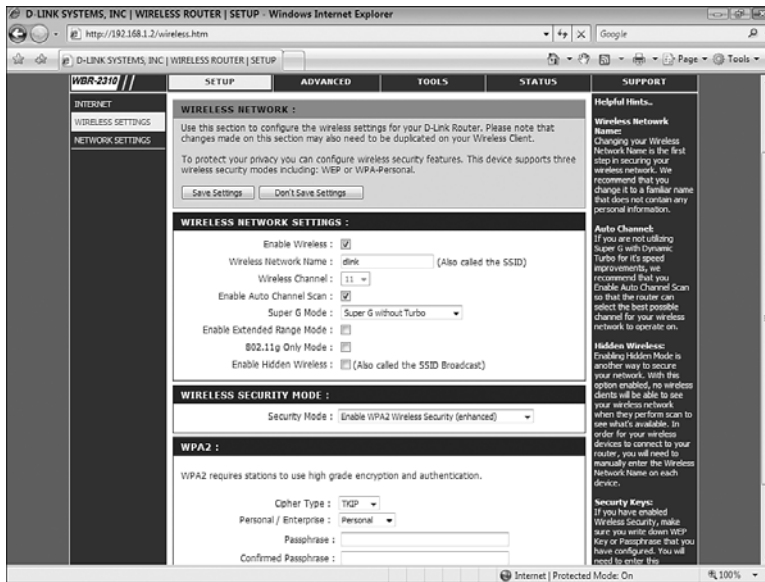 D-LINK SYSTEMS, INC | WIRELESS ROUTER | SETUP - Windows Internet Explorer
http://192.168.1.2/wireless.htm
Google
D-LINK SYSTEMS, INC | WIRELESS ROUTER | SETUP
Page
Tools
WBR-2310
SETUP
ADVANCED
TOOLS
STATUS
SUPPORT
INTERNET
WIRELESS SETTINGS
NETWORK SETTINGS
WIRELESS NETWORK :
Use this section to configure the wireless settings for your D-Link Router. Please note that
changes made on this section may also need to be duplicated on your Wireless Client.
To protect your privacy you can configure wireless security features. This device supports three
wireless security modes including: WEP or WPA-Personal.
Save Settings
Don't Save Settings
WIRELESS NETWORK SETTINGS :
Enable Wireless :
Wireless Network Name : dlink (Also called the SSID)
Wireless Channel : 11
Enable Auto Channel Scan :
Super G Mode : Super G without Turbo
Enable Extended Range Mode :
802.11g Only Mode :
Enable Hidden Wireless : (Also called the SSID Broadcast)
WIRELESS SECURITY MODE :
Security Mode : Enable WPA2 Wireless Security (enhanced)
WPA2 :
WPA2 requires stations to use high grade encryption and authentication.
Cipher Type : TKIP
Personal / Enterprise : Personal
Passphrase :
Confirmed Passphrase :
Helpful Hints..
Wireless Netowrk
Name:
Changing your Wireless
Network Name is the first
step in securing your
wireless network. We
recommend that you
change it to a familiar name
that does not contain any
personal information.
Auto Channel:
If you are not utilizing
Super G with Dynamic
Turbo for it's speed
improvements, we
recommend that you
Enable Auto Channel Scan
so that the router can
select the best possible
channel for your wireless
network to operate on.
Hidden Wireless:
Enabling Hidden Mode is
another way to secure
your network. With this
option enabled, no wireless
clients will be able to see
your wireless network
when they perform scan to
see what's available. In
order for your wireless
devices to connect to your
router, you will need to
manually enter the Wireless
Network Name on each
device.
Securty Keys:
If you have enabled
Wireless Security, make
sure you write down WEP
Key or Passphrase that you
have configured. You will
need to enter this
Internet | Protected Mode: On
100%